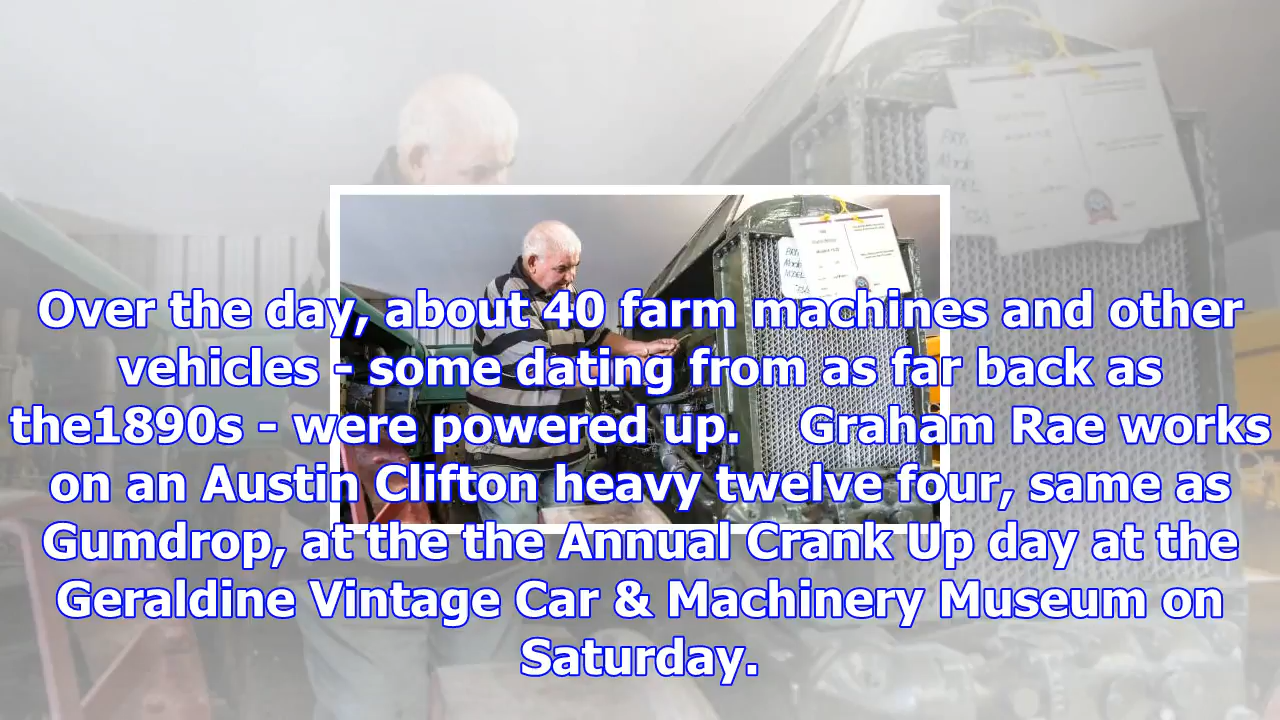 Over the day, about 40 farm machines and other
vehicles - some dating from as far back as
the1890s - were powered up.    Graham Rae works
on an Austin Clifton heavy twelve four, same as
Gumdrop, at the the Annual Crank Up day at the
Geraldine Vintage Car & Machinery Museum on
Saturday.